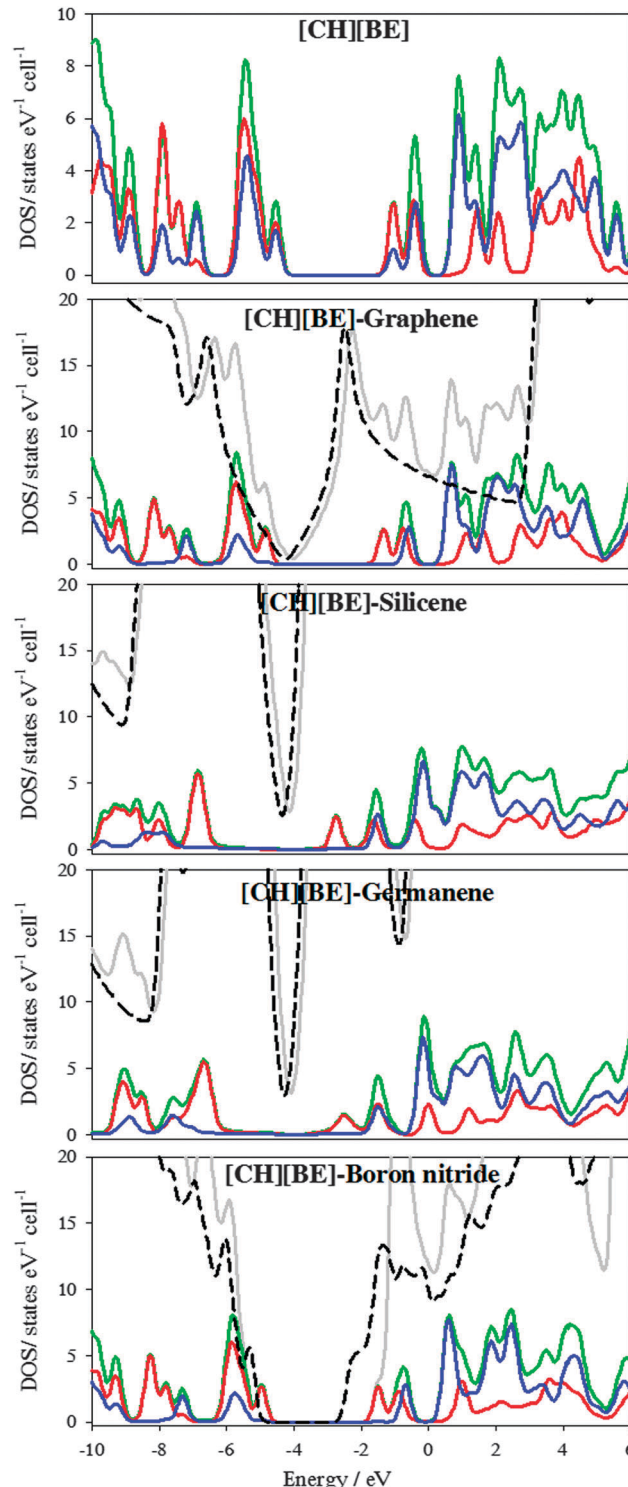 [CH][BE]
DOS/ states eV⁻¹ cell⁻¹
10
8
6
4
2
0
[CH][BE]-Graphene
DOS/ states eV⁻¹ cell⁻¹
20
15
10
5
0
[CH][BE]-Silicene
DOS/ states eV⁻¹ cell⁻¹
20
15
10
5
0
[CH][BE]-Germanene
DOS/ states eV⁻¹ cell⁻¹
20
15
10
5
0
[CH][BE]-Boron nitride
DOS/ states eV⁻¹ cell⁻¹
20
15
10
5
0
-10 -8 -6 -4 -2 0 2 4 6
Energy / eV